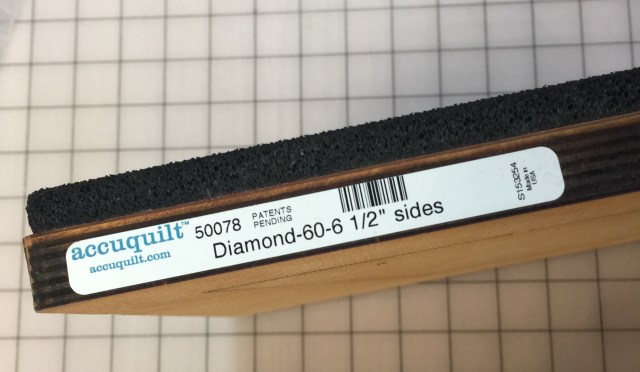 accuquilt™
accuquilt.com
50078
PATENTS
PENDING
Diamond-60-6 1/2" sides
S153254
Made in
USA